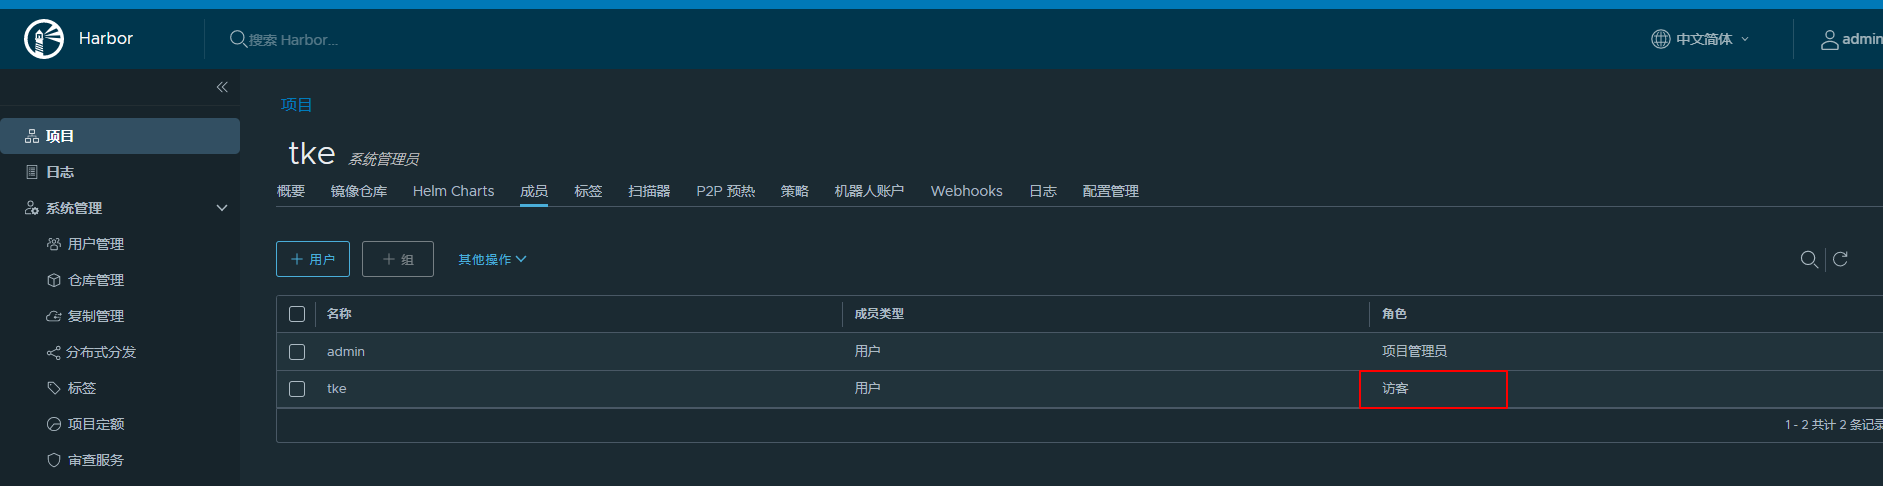 Harbor 搜索 Harbor... 中文简体 admin
项目
项目
tke 系统管理员
日志
概要 镜像仓库 Helm Charts 成员 标签 扫描器 P2P 预热 策略 机器人账户 Webhooks 日志 配置管理
系统管理
用户管理
仓库管理
复制管理
分布式分发
标签
项目定额
审查服务
+ 用户 + 组 其他操作
名称 成员类型 角色
admin 用户 项目管理员
tke 用户 访客
1 - 2 共计 2 条记录